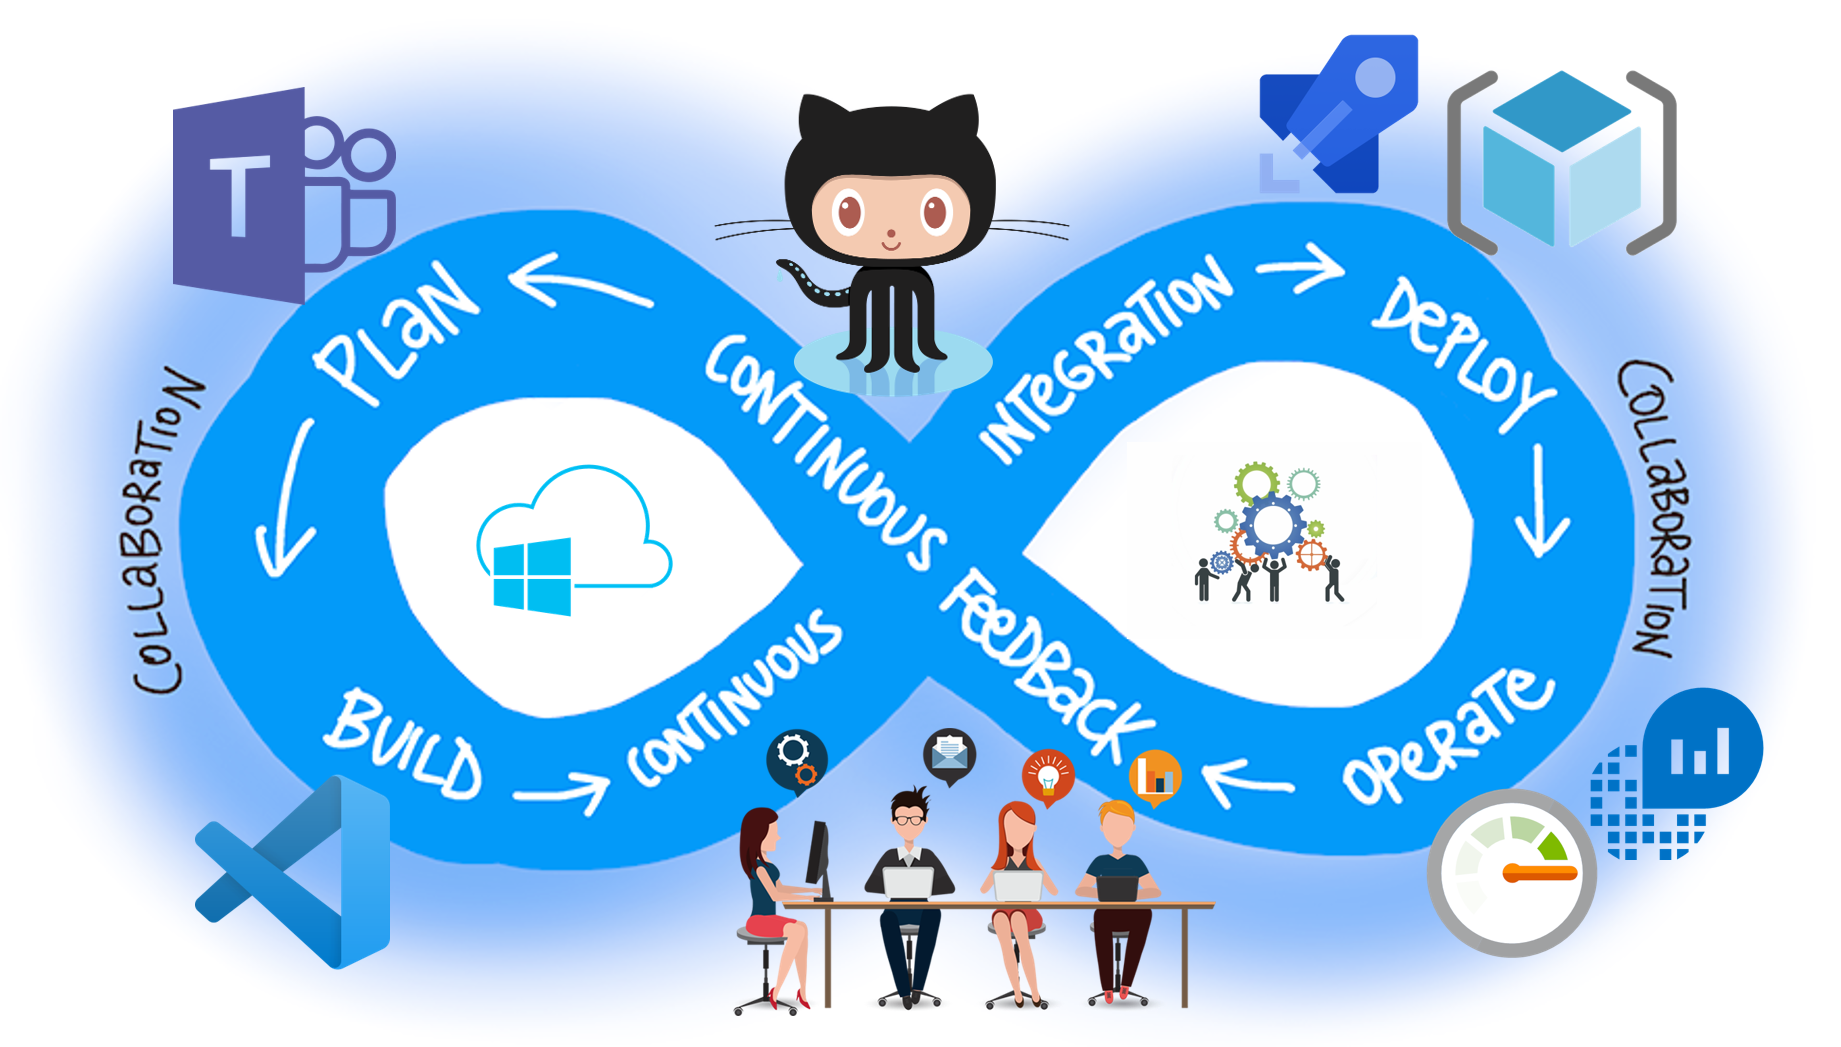 T
PLAN
BUILD
CONTINUOUS
INTEGRATION
DEPLOY
OPERATE
CONTINUOUS
FEEDBACK
COLLABORATION
COLLABORATION